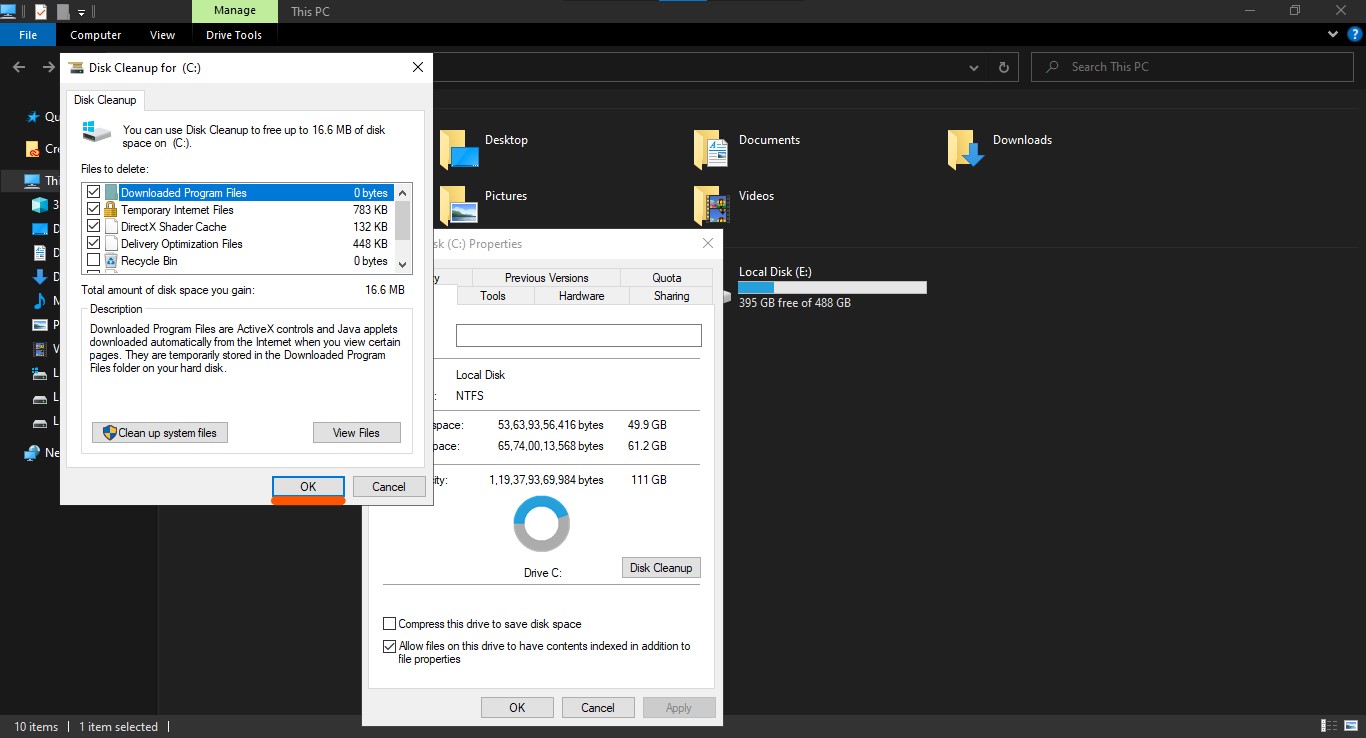 Manage
This PC
File
Computer
View
Drive Tools
Search This PC
Disk Cleanup for (C:)
Disk Cleanup
You can use Disk Cleanup to free up to 16.6 MB of disk
space on (C:).
Files to delete:
Downloaded Program Files 0 bytes
Temporary Internet Files 783 KB
DirectX Shader Cache 132 KB
Delivery Optimization Files 448 KB
Recycle Bin 0 bytes
Total amount of disk space you gain: 16.6 MB
Description
Downloaded Program Files are ActiveX controls and Java applets
downloaded automatically from the Internet when you view certain
pages. They are temporarily stored in the Downloaded Program
Files folder on your hard disk.
Clean up system files
View Files
OK
Cancel
Qu
Cre
Thi
3
D
D
D
M
P
V
L
L
L
Ne
Desktop
Documents
Downloads
Pictures
Videos
Local Disk (E:)
395 GB free of 488 GB
sk (C:) Properties
y
Previous Versions
Quota
Tools
Hardware
Sharing
Local Disk
: NTFS
space: 53,63,93,56,416 bytes 49.9 GB
pace: 65,74,00,13,568 bytes 61.2 GB
ity: 1,19,37,93,69,984 bytes 111 GB
Drive C:
Disk Cleanup
Compress this drive to save disk space
Allow files on this drive to have contents indexed in addition to
file properties
OK
Cancel
Apply
10 items
1 item selected